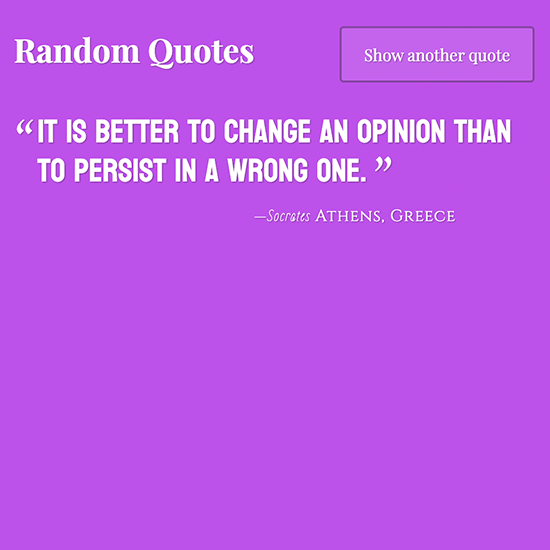 Random Quotes
Show another quote
“IT IS BETTER TO CHANGE AN OPINION THAN
TO PERSIST IN A WRONG ONE.”
—Socrates ATHENS, GREECE